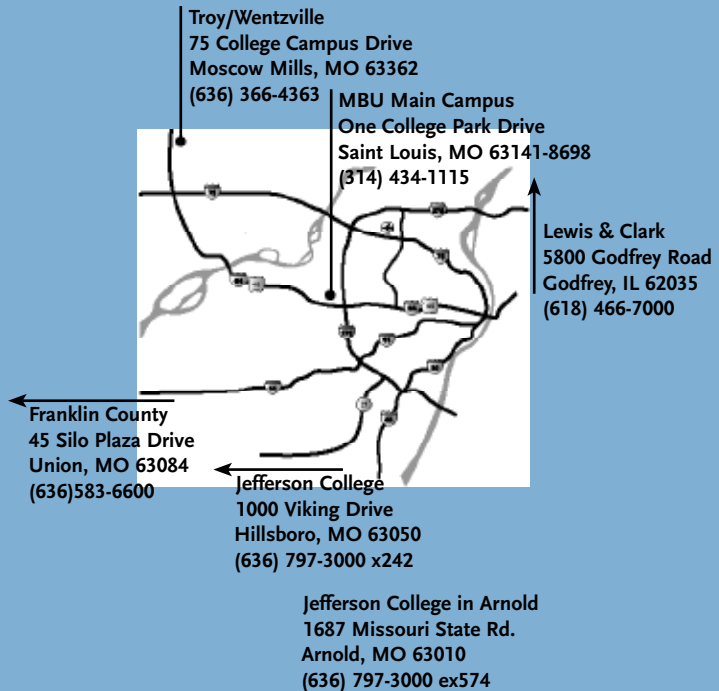 Troy/Wentzville
75 College Campus Drive
Moscow Mills, MO 63362
(636) 366-4363
MBU Main Campus
One College Park Drive
Saint Louis, MO 63141-8698
(314) 434-1115
Lewis & Clark
5800 Godfrey Road
Godfrey, IL 62035
(618) 466-7000
Franklin County
45 Silo Plaza Drive
Union, MO 63084
(636)583-6600
Jefferson College
1000 Viking Drive
Hillsboro, MO 63050
(636) 797-3000 x242
Jefferson College in Arnold
1687 Missouri State Rd.
Arnold, MO 63010
(636) 797-3000 ex574